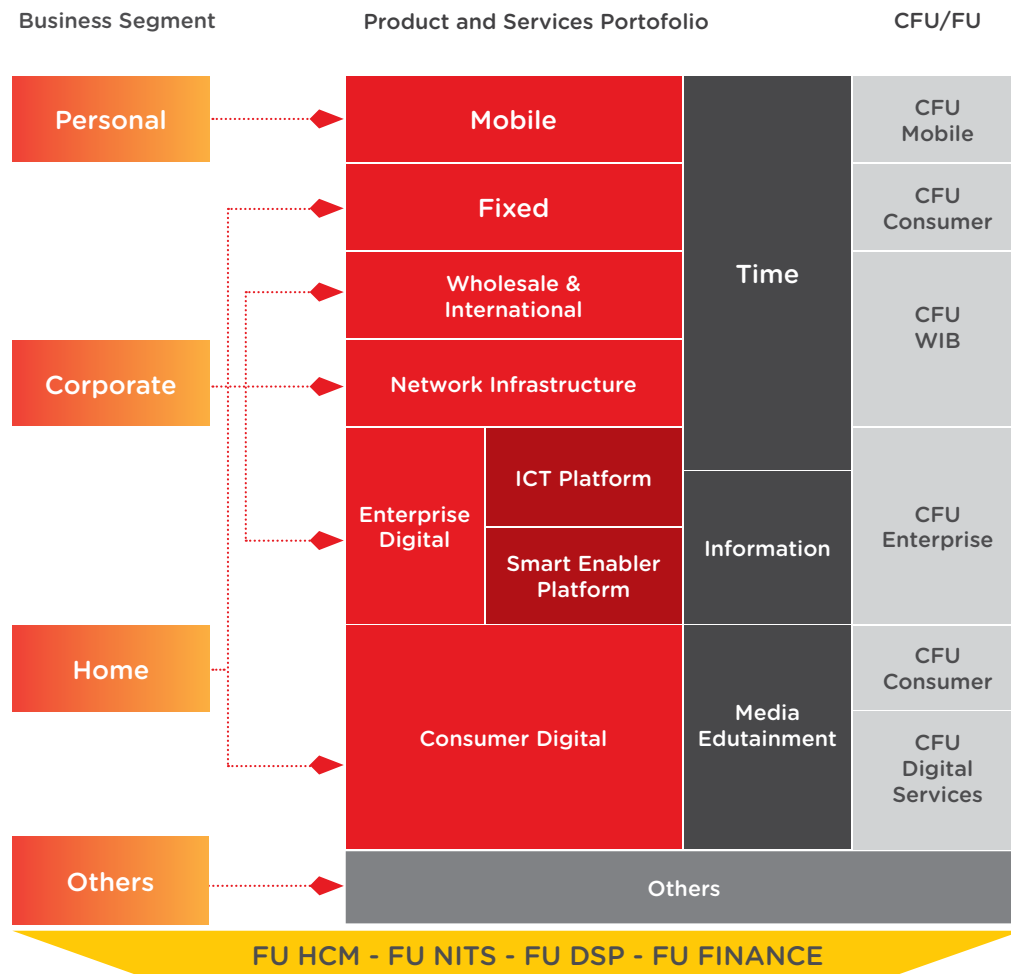 Business Segment
Product and Services Portofolio
CFU/FU
Personal
Mobile
Time
CFU
Mobile
Fixed
CFU
Consumer
Wholesale &
International
CFU
WIB
Corporate
Network Infrastructure
Enterprise
Digital
ICT Platform
Smart Enabler
Platform
Information
CFU
Enterprise
Home
Consumer Digital
Media
Edutainment
CFU
Consumer
CFU
Digital
Services
Others
Others
FU HCM - FU NITS - FU DSP - FU FINANCE